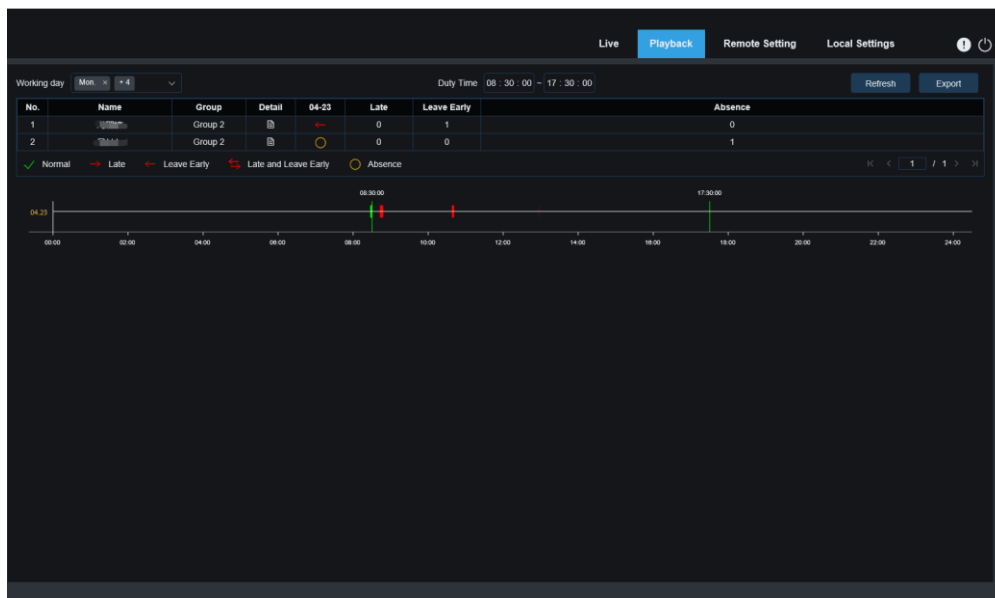 Live Playback Remote Setting Local Settings
Working day Mon. × + 4 Duty Time 08 : 30 : 00 ~ 17 : 30 : 00 Refresh Export
No. Name Group Detail 04-23 Late Leave Early Absence
1 Group 2 0 1 0
2 Group 2 0 0 1
Normal Late Leave Early Late and Leave Early Absence 1 / 1
08:30:00 17:30:00
04.23
00:00 02:00 04:00 06:00 08:00 10:00 12:00 14:00 16:00 18:00 20:00 22:00 24:00